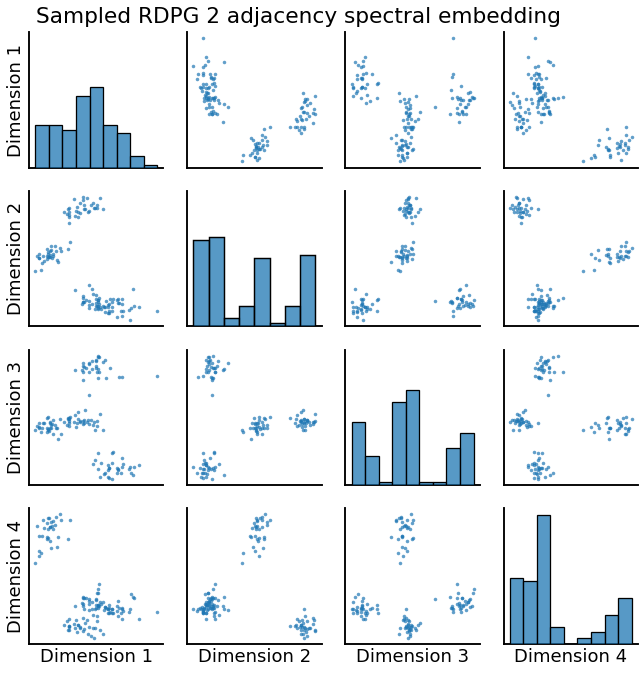 Sampled RDPG 2 adjacency spectral embedding
Dimension 1
Dimension 2
Dimension 3
Dimension 4
Dimension 1 Dimension 2 Dimension 3 Dimension 4